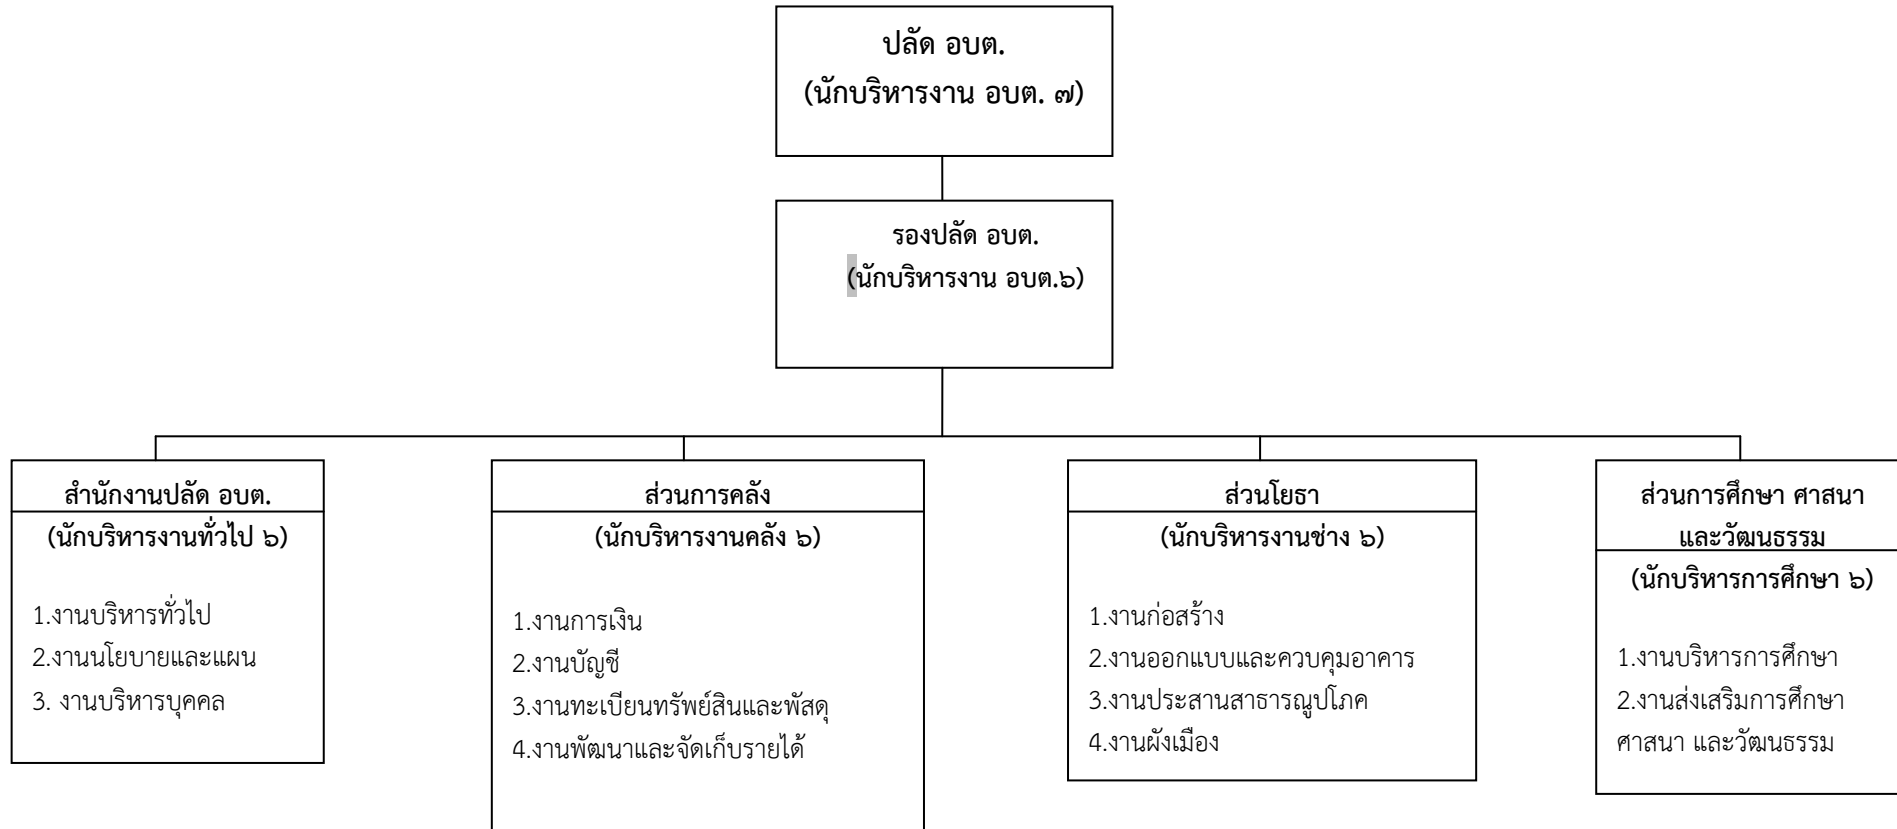 ปลัด อบต.
(นักบริหารงาน อบต. ๗)
รองปลัด อบต.
(นักบริหารงาน อบต.๖)
สำนักงานปลัด อบต.
(นักบริหารงานทั่วไป ๖)
1.งานบริหารทั่วไป
2.งานนโยบายและแผน
3. งานบริหารบุคคล
ส่วนการคลัง
(นักบริหารงานคลัง ๖)
1.งานการเงิน
2.งานบัญชี
3.งานทะเบียนทรัพย์สินและพัสดุ
4.งานพัฒนาและจัดเก็บรายได้
ส่วนโยธา
(นักบริหารงานช่าง ๖)
1.งานก่อสร้าง
2.งานออกแบบและควบคุมอาคาร
3.งานประสานสาธารณูปโภค
4.งานผังเมือง
ส่วนการศึกษา ศาสนา
และวัฒนธรรม
(นักบริหารการศึกษา ๖)
1.งานบริหารการศึกษา
2.งานส่งเสริมการศึกษา
ศาสนา และวัฒนธรรม